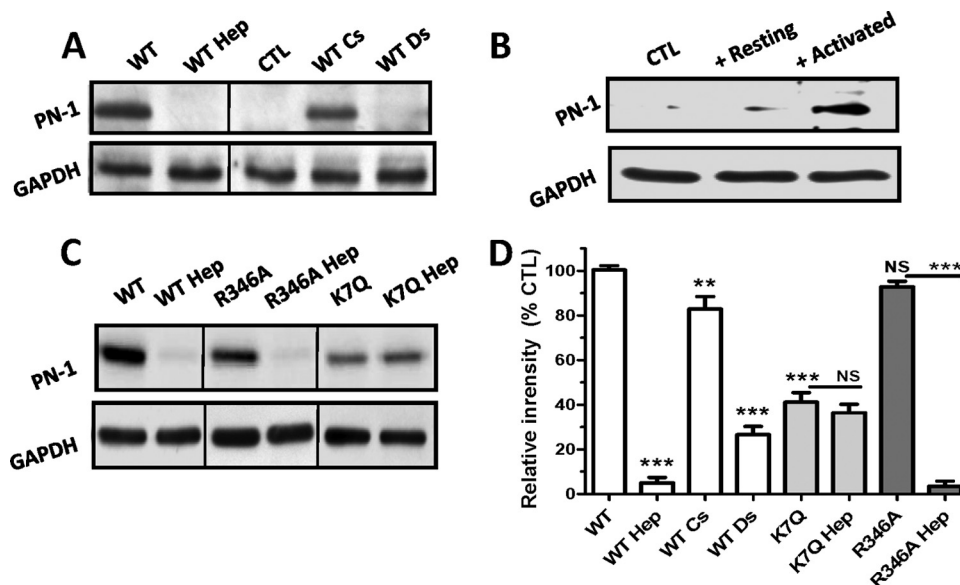 A
WT
WT Hep
CTL
WT Cs
WT Ds
PN-1
GAPDH
B
CTL
+ Resting
+ Activated
PN-1
GAPDH
C
WT
WT Hep
R346A
R346A Hep
K7Q
K7Q Hep
PN-1
GAPDH
D
Relative inrensity (% CTL)
100
80
60
40
20
0
***
**
***
***
NS
NS
***
WT
WT Hep
WT Cs
WT Ds
K7Q
K7Q Hep
R346A
R346A Hep